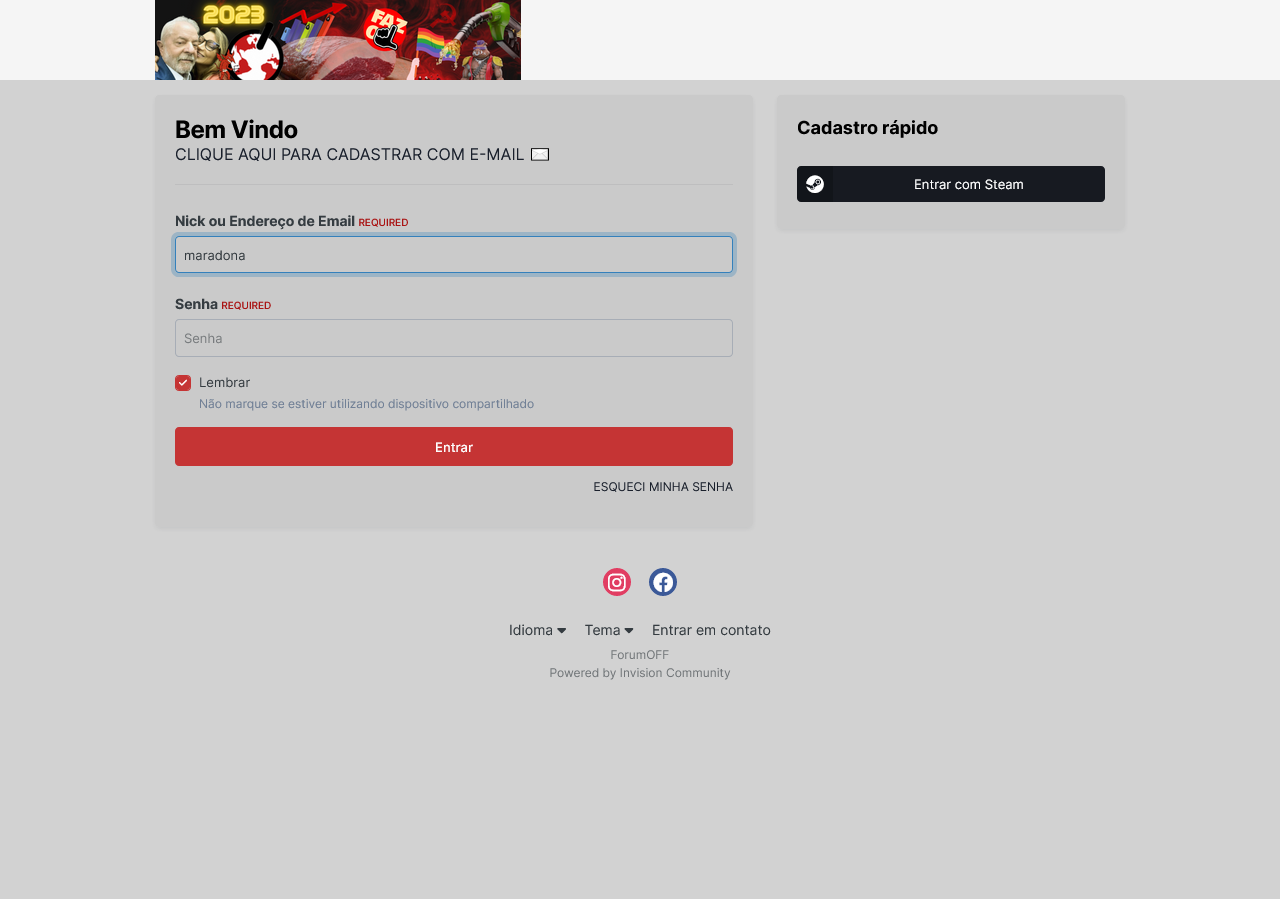 2023
FAZ
Bem Vindo
CLIQUE AQUI PARA CADASTRAR COM E-MAIL ✉️
Nick ou Endereço de Email REQUIRED
maradona
Senha REQUIRED
Senha
Lembrar
Não marque se estiver utilizando dispositivo compartilhado
Entrar
ESQUECI MINHA SENHA
Cadastro rápido
Entrar com Steam
Idioma
Tema
Entrar em contato
ForumOFF
Powered by Invision Community